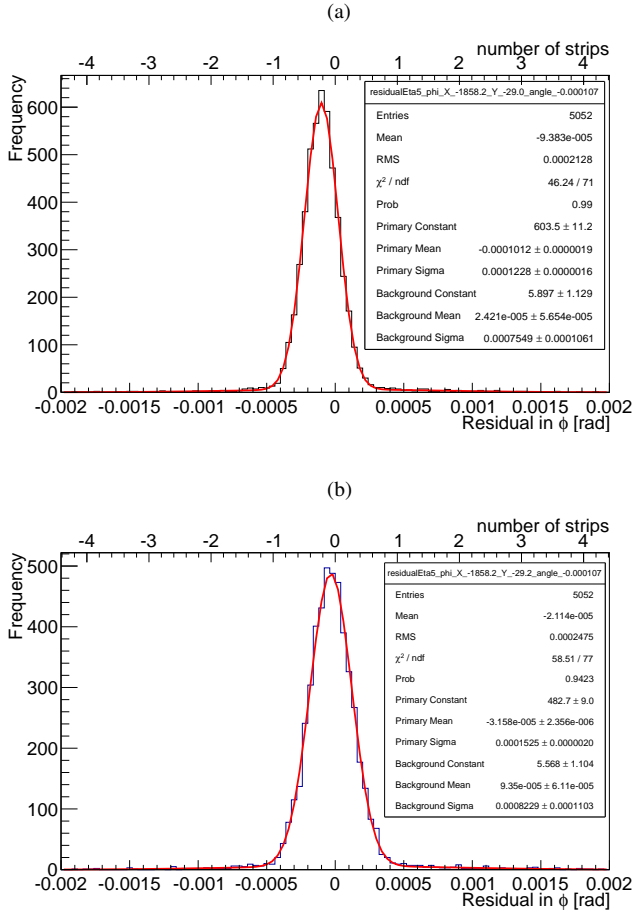 (a)
number of strips
-4 -3 -2 -1 0 1 2 3 4
Frequency
600
500
400
300
200
100
0
residualEta5_phi_X_-1858.2_Y_-29.0_angle_-0.000107
Entries 5052
Mean -9.383e-005
RMS 0.0002128
χ² / ndf 46.24 / 71
Prob 0.99
Primary Constant 603.5 ± 11.2
Primary Mean -0.0001012 ± 0.0000019
Primary Sigma 0.0001228 ± 0.0000016
Background Constant 5.897 ± 1.129
Background Mean 2.421e-005 ± 5.654e-005
Background Sigma 0.0007549 ± 0.0001061
-0.002 -0.0015 -0.001 -0.0005 0 0.0005 0.001 0.0015 0.002
Residual in ϕ [rad]
(b)
number of strips
-4 -3 -2 -1 0 1 2 3 4
Frequency
500
400
300
200
100
0
residualEta5_phi_X_-1858.2_Y_-29.2_angle_-0.000107
Entries 5052
Mean -2.114e-005
RMS 0.0002475
χ² / ndf 58.51 / 77
Prob 0.9423
Primary Constant 482.7 ± 9.0
Primary Mean -3.158e-005 ± 2.356e-006
Primary Sigma 0.0001525 ± 0.0000020
Background Constant 5.568 ± 1.104
Background Mean 9.35e-005 ± 6.11e-005
Background Sigma 0.0008229 ± 0.0001103
-0.002 -0.0015 -0.001 -0.0005 0 0.0005 0.001 0.0015 0.002
Residual in ϕ [rad]